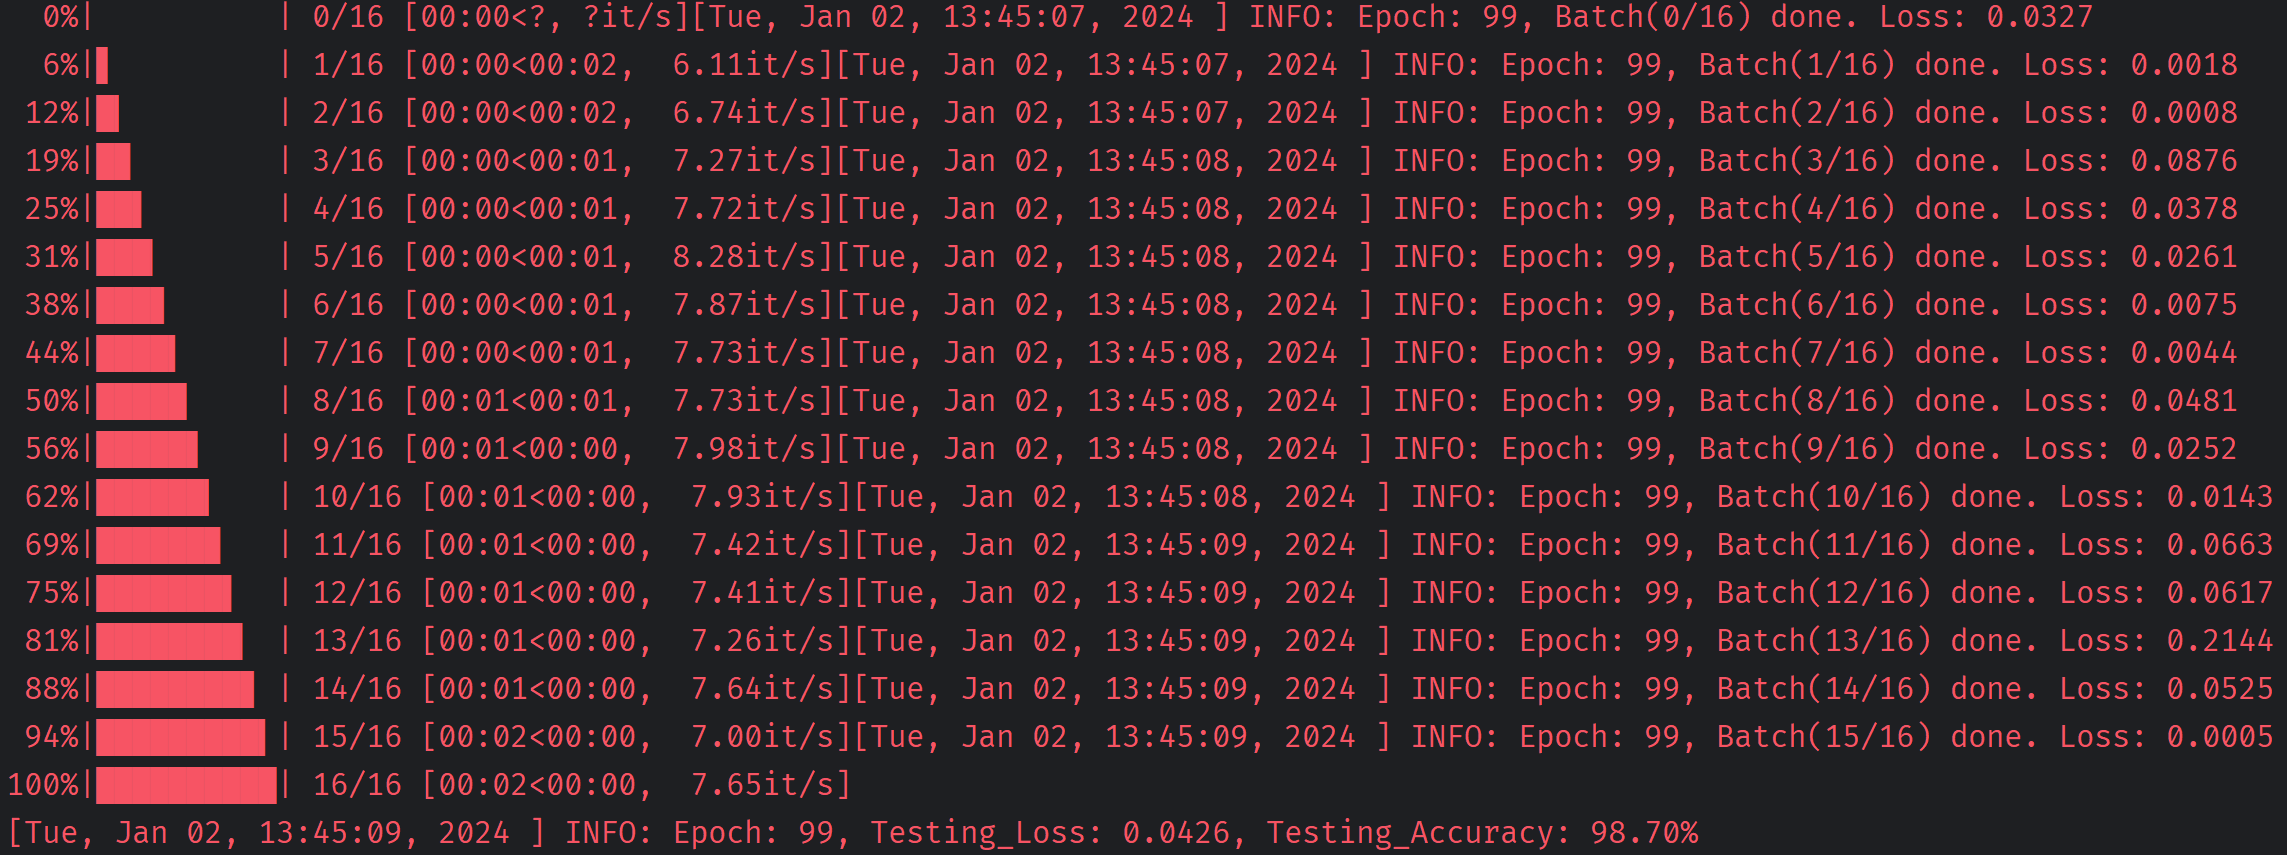 0%|          | 0/16 [00:00<?, ?it/s][Tue, Jan 02, 13:45:07, 2024 ] INFO: Epoch: 99, Batch(0/16) done. Loss: 0.0327
6%|▋         | 1/16 [00:00<00:02,  6.11it/s][Tue, Jan 02, 13:45:07, 2024 ] INFO: Epoch: 99, Batch(1/16) done. Loss: 0.0018
12%|█▎        | 2/16 [00:00<00:02,  6.74it/s][Tue, Jan 02, 13:45:07, 2024 ] INFO: Epoch: 99, Batch(2/16) done. Loss: 0.0008
19%|█▉        | 3/16 [00:00<00:01,  7.27it/s][Tue, Jan 02, 13:45:08, 2024 ] INFO: Epoch: 99, Batch(3/16) done. Loss: 0.0876
25%|██▌       | 4/16 [00:00<00:01,  7.72it/s][Tue, Jan 02, 13:45:08, 2024 ] INFO: Epoch: 99, Batch(4/16) done. Loss: 0.0378
31%|███▏      | 5/16 [00:00<00:01,  8.28it/s][Tue, Jan 02, 13:45:08, 2024 ] INFO: Epoch: 99, Batch(5/16) done. Loss: 0.0261
38%|███▊      | 6/16 [00:00<00:01,  7.87it/s][Tue, Jan 02, 13:45:08, 2024 ] INFO: Epoch: 99, Batch(6/16) done. Loss: 0.0075
44%|████▍     | 7/16 [00:00<00:01,  7.73it/s][Tue, Jan 02, 13:45:08, 2024 ] INFO: Epoch: 99, Batch(7/16) done. Loss: 0.0044
50%|█████     | 8/16 [00:01<00:01,  7.73it/s][Tue, Jan 02, 13:45:08, 2024 ] INFO: Epoch: 99, Batch(8/16) done. Loss: 0.0481
56%|█████▋    | 9/16 [00:01<00:00,  7.98it/s][Tue, Jan 02, 13:45:08, 2024 ] INFO: Epoch: 99, Batch(9/16) done. Loss: 0.0252
62%|██████▎   | 10/16 [00:01<00:00,  7.93it/s][Tue, Jan 02, 13:45:08, 2024 ] INFO: Epoch: 99, Batch(10/16) done. Loss: 0.0143
69%|██████▉   | 11/16 [00:01<00:00,  7.42it/s][Tue, Jan 02, 13:45:09, 2024 ] INFO: Epoch: 99, Batch(11/16) done. Loss: 0.0663
75%|███████▌  | 12/16 [00:01<00:00,  7.41it/s][Tue, Jan 02, 13:45:09, 2024 ] INFO: Epoch: 99, Batch(12/16) done. Loss: 0.0617
81%|████████▏ | 13/16 [00:01<00:00,  7.26it/s][Tue, Jan 02, 13:45:09, 2024 ] INFO: Epoch: 99, Batch(13/16) done. Loss: 0.2144
88%|████████▊ | 14/16 [00:01<00:00,  7.64it/s][Tue, Jan 02, 13:45:09, 2024 ] INFO: Epoch: 99, Batch(14/16) done. Loss: 0.0525
94%|█████████▍| 15/16 [00:02<00:00,  7.00it/s][Tue, Jan 02, 13:45:09, 2024 ] INFO: Epoch: 99, Batch(15/16) done. Loss: 0.0005
100%|██████████| 16/16 [00:02<00:00,  7.65it/s]
[Tue, Jan 02, 13:45:09, 2024 ] INFO: Epoch: 99, Testing_Loss: 0.0426, Testing_Accuracy: 98.70%